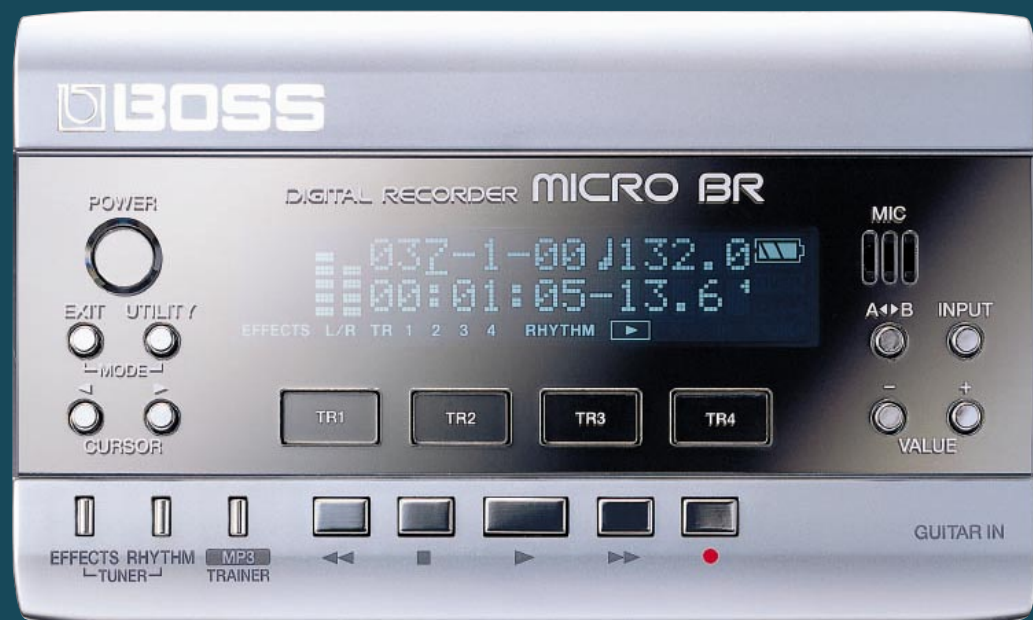 BOSS
DIGITAL RECORDER MICRO BR
POWER
MIC
037-1-00 ♩132.0
00:01:05-13.6
EFFECTS L/R TR 1 2 3 4 RHYTHM ▶
EXIT UTILITY
MODE
◀ ▶
CURSOR
A◀▶B INPUT
- +
VALUE
TR1 TR2 TR3 TR4
EFFECTS RHYTHM MP3
TUNER TRAINER
◀◀ ■ ▶ ▶▶ ●
GUITAR IN